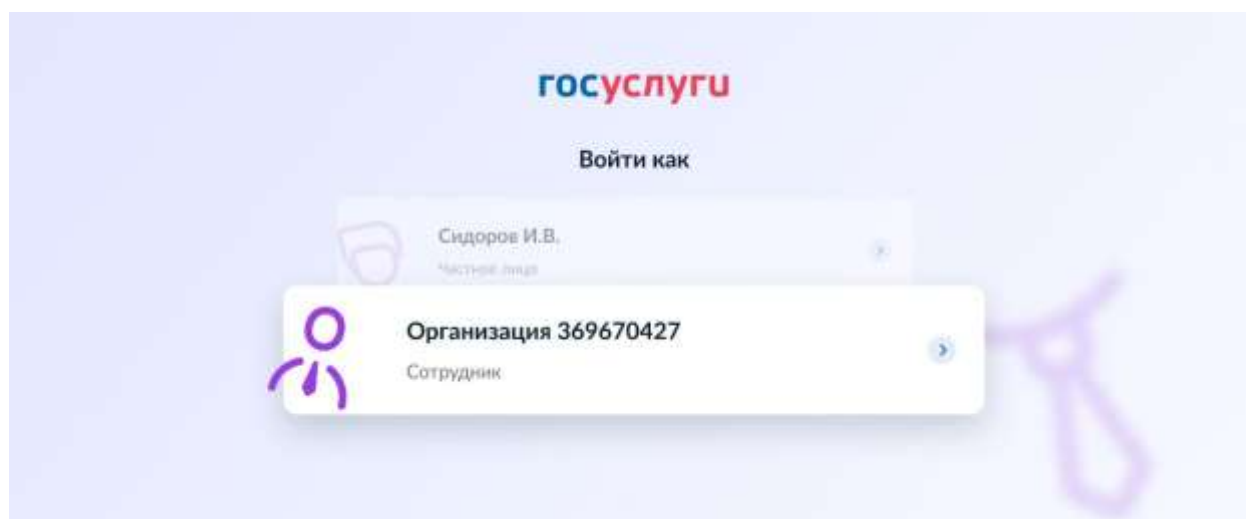 госуслуги
Войти как
Сидоров И.В.
Частное лицо
Организация 369670427
Сотрудник